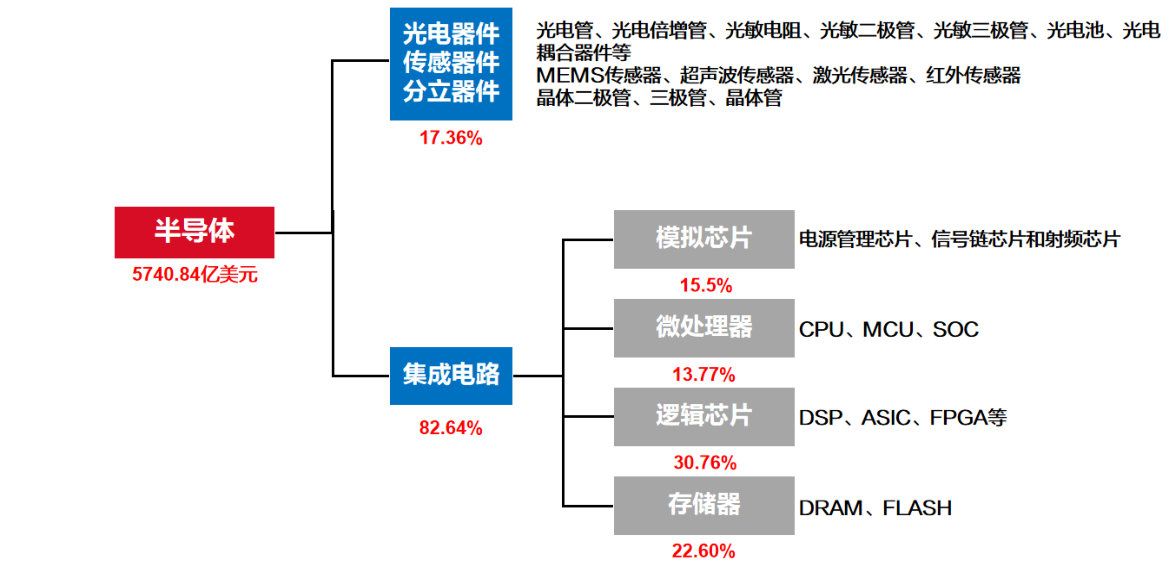 光电器件
传感器件
分立器件
17.36%
光电管、光电倍增管、光敏电阻、光敏二极管、光敏三极管、光电池、光电
耦合器件等
MEMS传感器、超声波传感器、激光传感器、红外传感器
晶体二极管、三极管、晶体管
半导体
5740.84亿美元
集成电路
82.64%
模拟芯片
15.5%
电源管理芯片、信号链芯片和射频芯片
微处理器
13.77%
CPU、MCU、SOC
逻辑芯片
30.76%
DSP、ASIC、FPGA等
存储器
22.60%
DRAM、FLASH